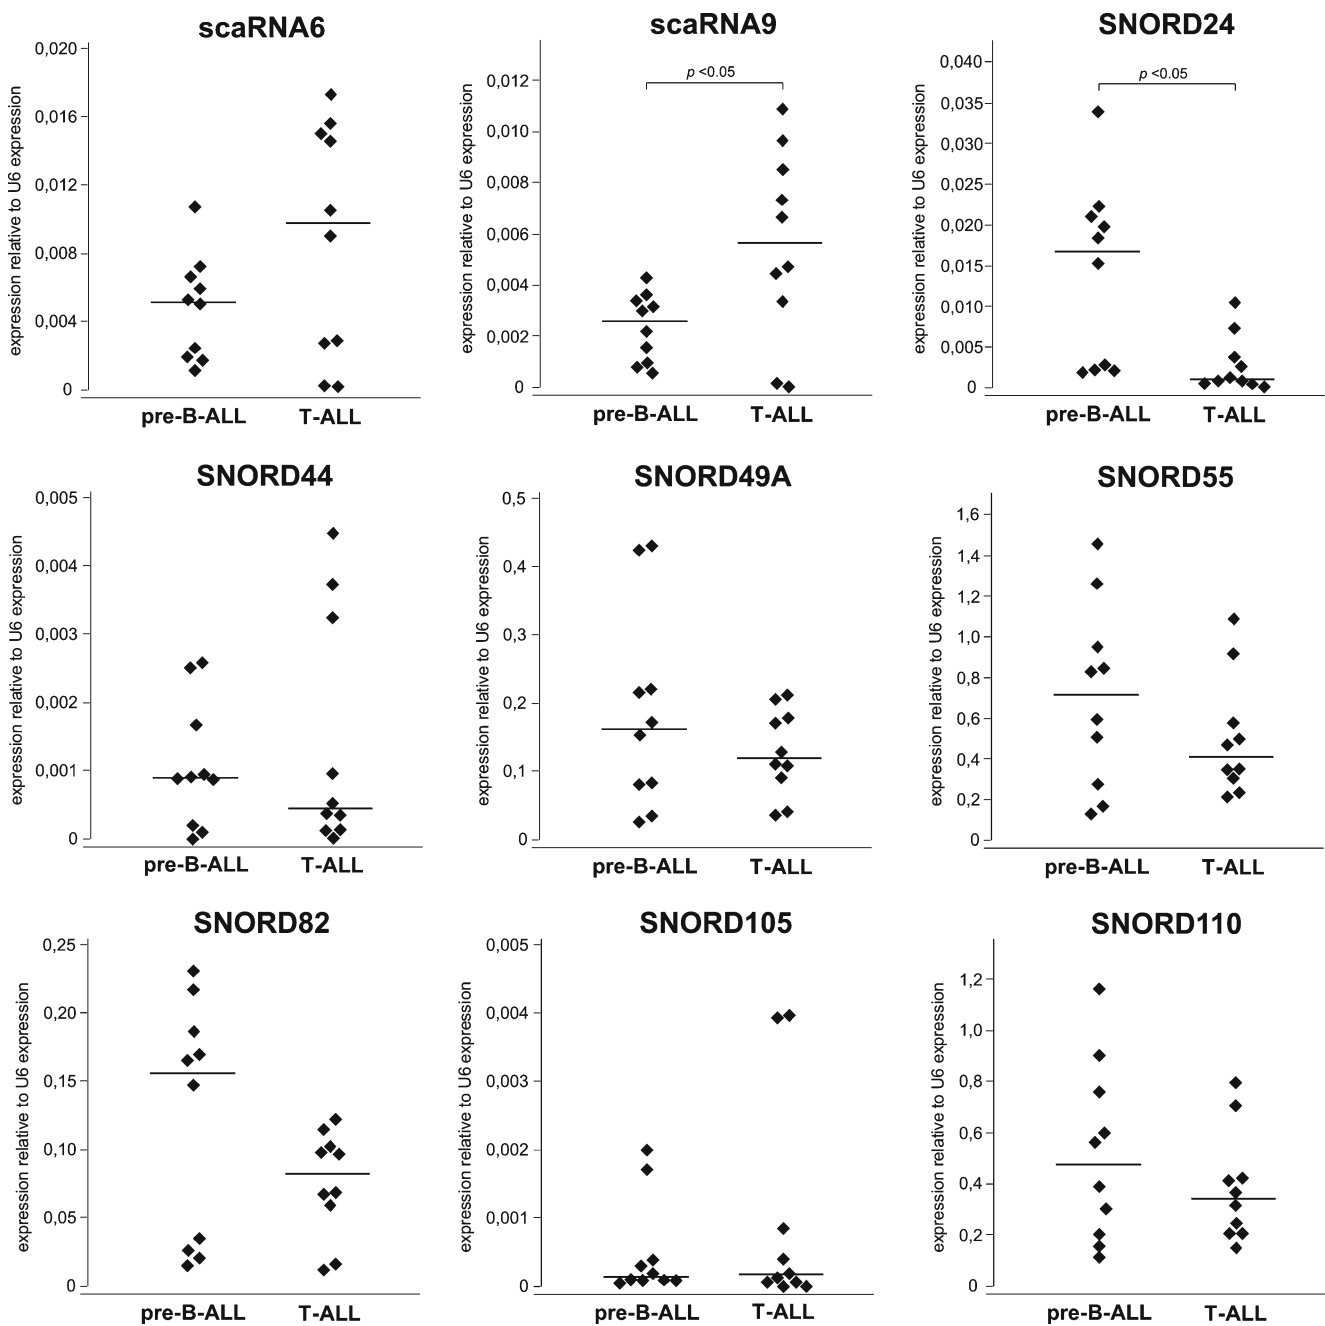 scaRNA6
expression relative to U6 expression
0,020
0,016
0,012
0,008
0,004
0
pre-B-ALL
T-ALL
scaRNA9
expression relative to U6 expression
0,012
0,010
0,008
0,006
0,004
0,002
0
p <0.05
pre-B-ALL
T-ALL
SNORD24
expression relative to U6 expression
0,040
0,035
0,030
0,025
0,020
0,015
0,010
0,005
0
p <0.05
pre-B-ALL
T-ALL
SNORD44
expression relative to U6 expression
0,005
0,004
0,003
0,002
0,001
0
pre-B-ALL
T-ALL
SNORD49A
expression relative to U6 expression
0,5
0,4
0,3
0,2
0,1
0
pre-B-ALL
T-ALL
SNORD55
expression relative to U6 expression
1,6
1,4
1,2
1,0
0,8
0,6
0,4
0,2
0
pre-B-ALL
T-ALL
SNORD82
expression relative to U6 expression
0,25
0,20
0,15
0,10
0,05
0
pre-B-ALL
T-ALL
SNORD105
expression relative to U6 expression
0,005
0,004
0,003
0,002
0,001
0
pre-B-ALL
T-ALL
SNORD110
expression relative to U6 expression
1,2
1,0
0,8
0,6
0,4
0,2
0
pre-B-ALL
T-ALL